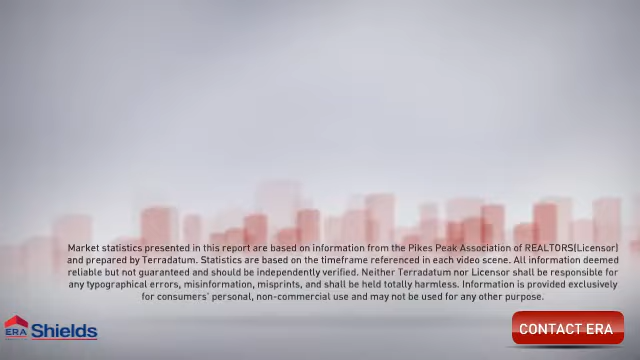 Market statistics presented in this report are based on information from the Pikes Peak Association of REALTORS(Licensor)
and prepared by Terradatum. Statistics are based on the timeframe referenced in each video scene. All information deemed
reliable but not guaranteed and should be independently verified. Neither Terradatum nor Licensor shall be responsible for
any typographical errors, misinformation, misprints, and shall be held totally harmless. Information is provided exclusively
for consumers' personal, non-commercial use and may not be used for any other purpose.
ERA Shields
CONTACT ERA